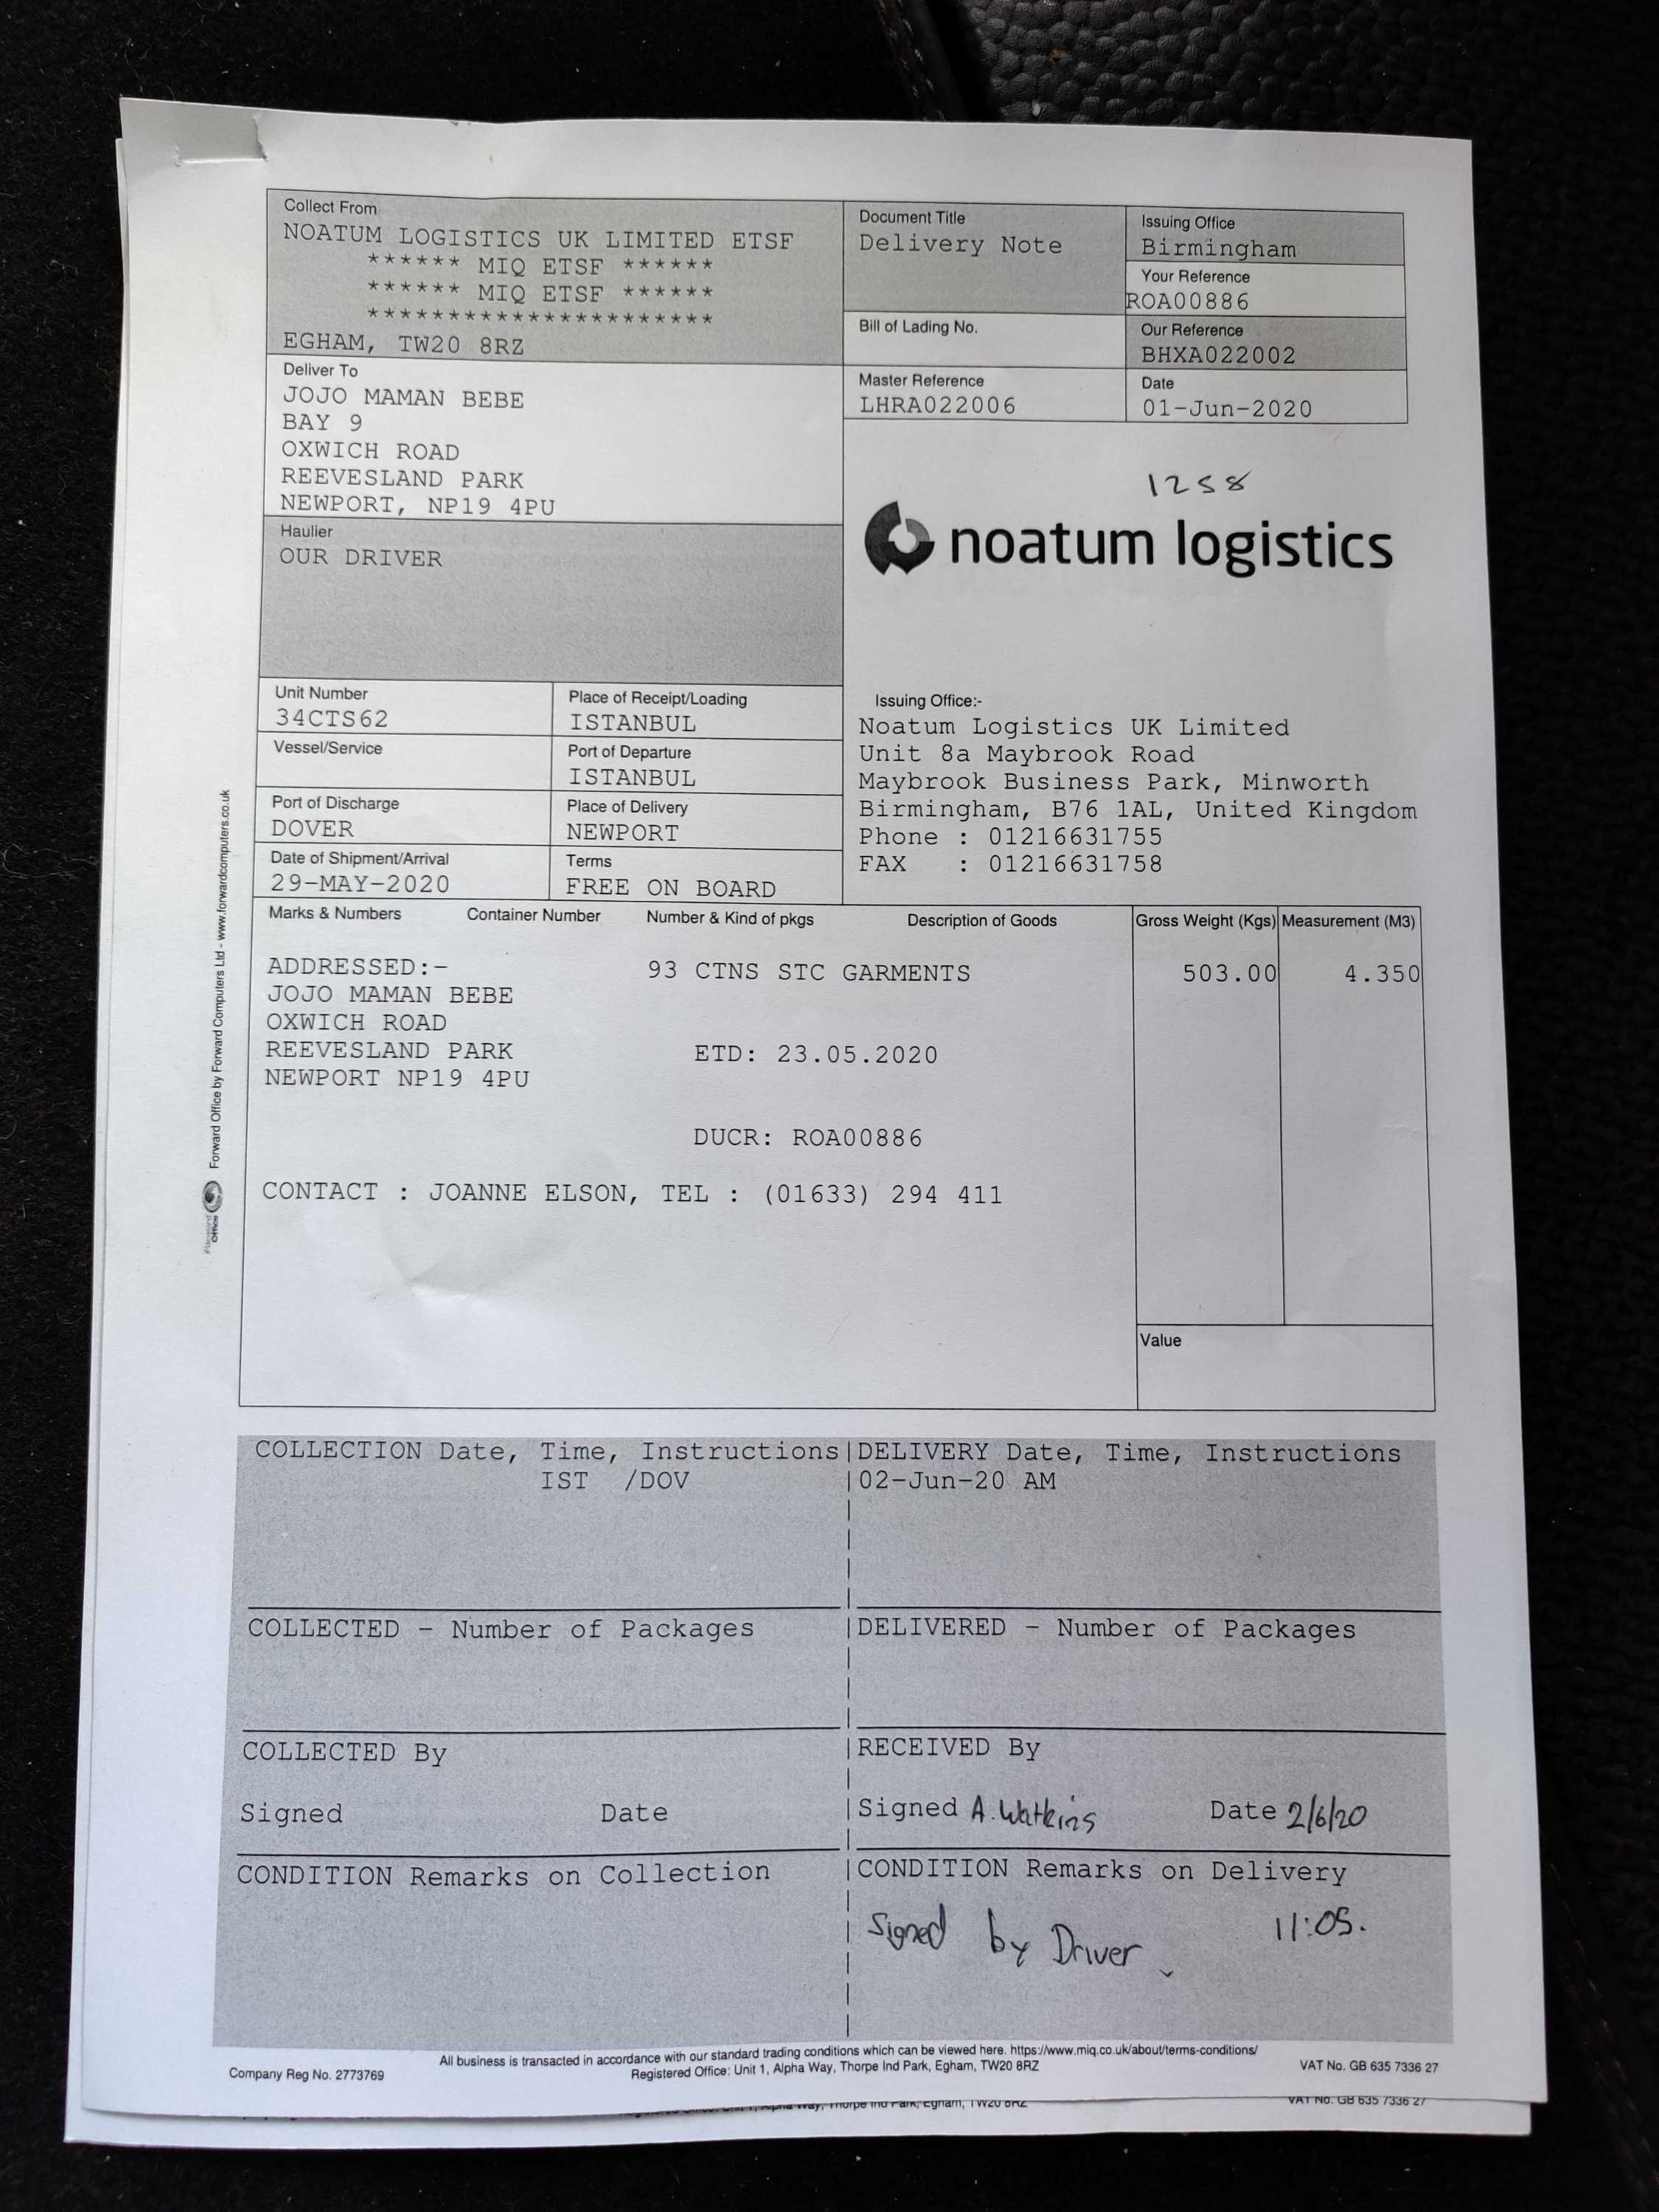 Collect From
NOATUM LOGISTICS UK LIMITED ETSF
****** MIQ ETSF ******
****** MIQ ETSF ******
**********************
EGHAM, TW20 8RZ
Document Title
Delivery Note
Issuing Office
Birmingham
Your Reference
ROA00886
Bill of Lading No.
Our Reference
BHXA022002
Master Reference
LHRA022006
Date
01-Jun-2020
Deliver To
JOJO MAMAN BEBE
BAY 9
OXWICH ROAD
REEVESLAND PARK
NEWPORT, NP19 4PU
1258
noatum logistics
Haulier
OUR DRIVER
Unit Number
34CTS62
Place of Receipt/Loading
ISTANBUL
Vessel/Service
Port of Departure
ISTANBUL
Port of Discharge
DOVER
Place of Delivery
NEWPORT
Date of Shipment/Arrival
29-MAY-2020
Terms
FREE ON BOARD
Issuing Office:-
Noatum Logistics UK Limited
Unit 8a Maybrook Road
Maybrook Business Park, Minworth
Birmingham, B76 1AL, United Kingdom
Phone : 01216631755
FAX : 01216631758
Marks & Numbers Container Number Number & Kind of pkgs Description of Goods Gross Weight (Kgs) Measurement (M3)
ADDRESSED:- 93 CTNS STC GARMENTS 503.00 4.350
JOJO MAMAN BEBE
OXWICH ROAD
REEVESLAND PARK ETD: 23.05.2020
NEWPORT NP19 4PU
DUCR: ROA00886
CONTACT : JOANNE ELSON, TEL : (01633) 294 411
Value
Forward Office by Forward Computers Ltd - www.forwardcomputers.co.uk
COLLECTION Date, Time, Instructions|DELIVERY Date, Time, Instructions
IST /DOV |02-Jun-20 AM
COLLECTED - Number of Packages |DELIVERED - Number of Packages
COLLECTED By |RECEIVED By
Signed Date |Signed A.Watkins Date 2/6/20
CONDITION Remarks on Collection |CONDITION Remarks on Delivery
Signed by Driver 11:05.
All business is transacted in accordance with our standard trading conditions which can be viewed here. https://www.miq.co.uk/about/terms-conditions/
Company Reg No. 2773769 Registered Office: Unit 1, Alpha Way, Thorpe Ind Park, Egham, TW20 8RZ VAT No. GB 635 7336 27
Alpha Way, Thorpe Ind Park, Egham, TW20 8RZ VAT No. GB 635 7336 27